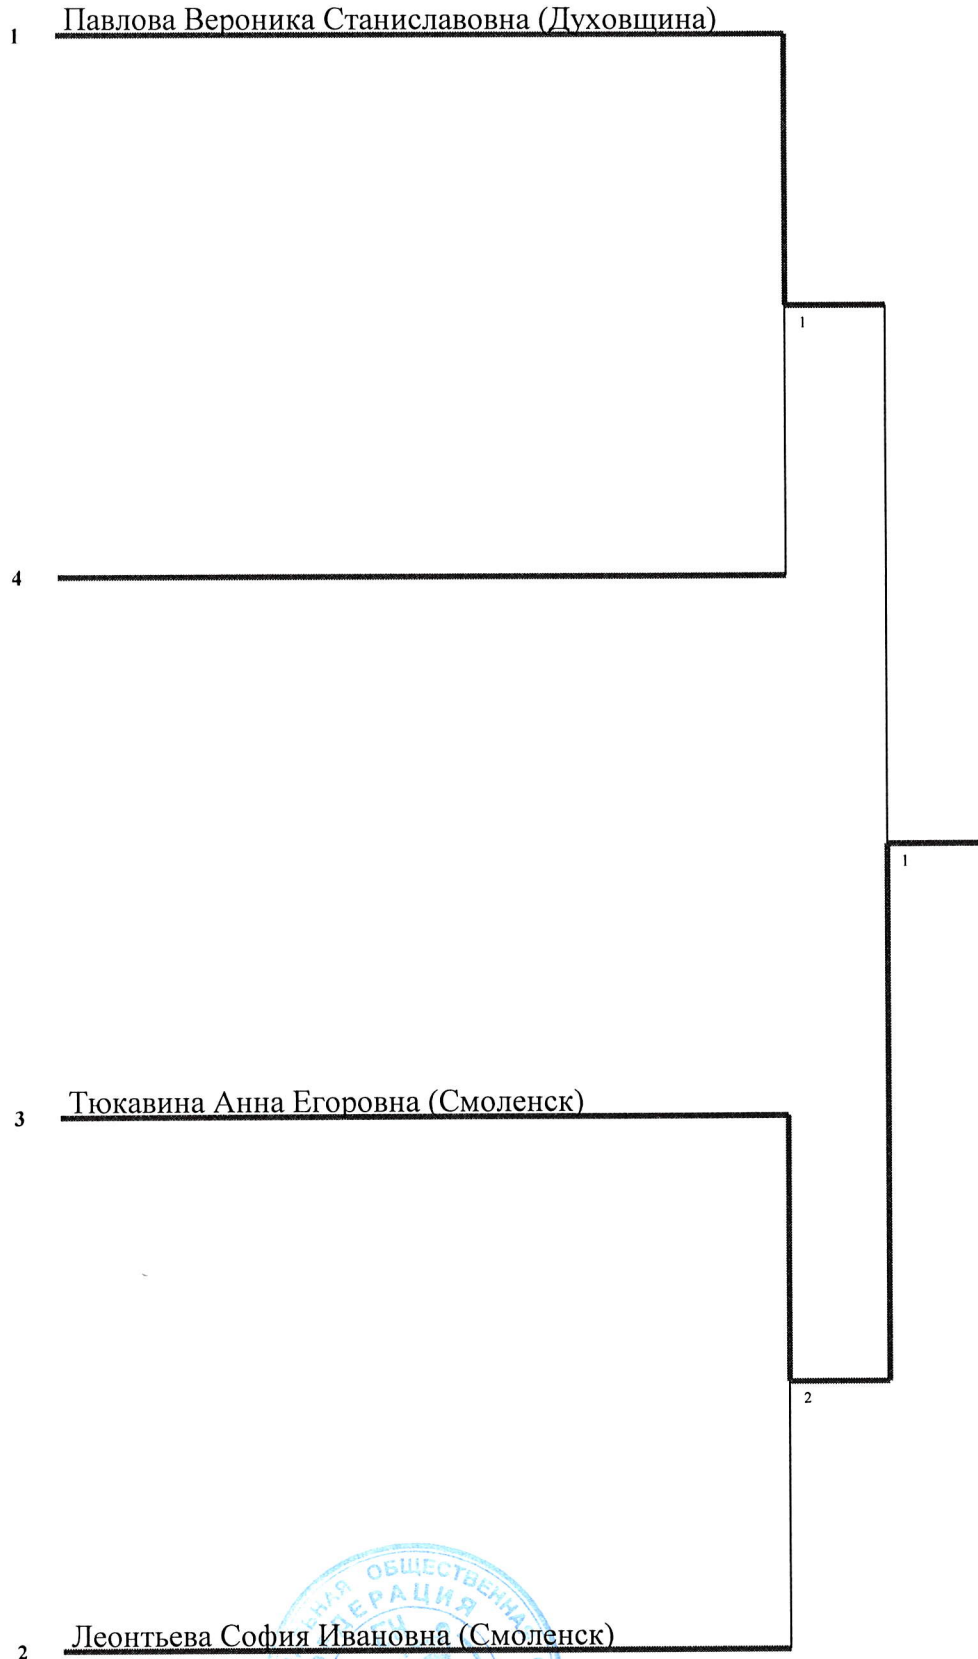 1 Павлова Вероника Станиславовна (Духовщина)
1
4
1
3 Тюкавина Анна Егоровна (Смоленск)
2
ОБЩЕСТВЕННАЯ
2 Леонтьева София Ивановна (Смоленск)